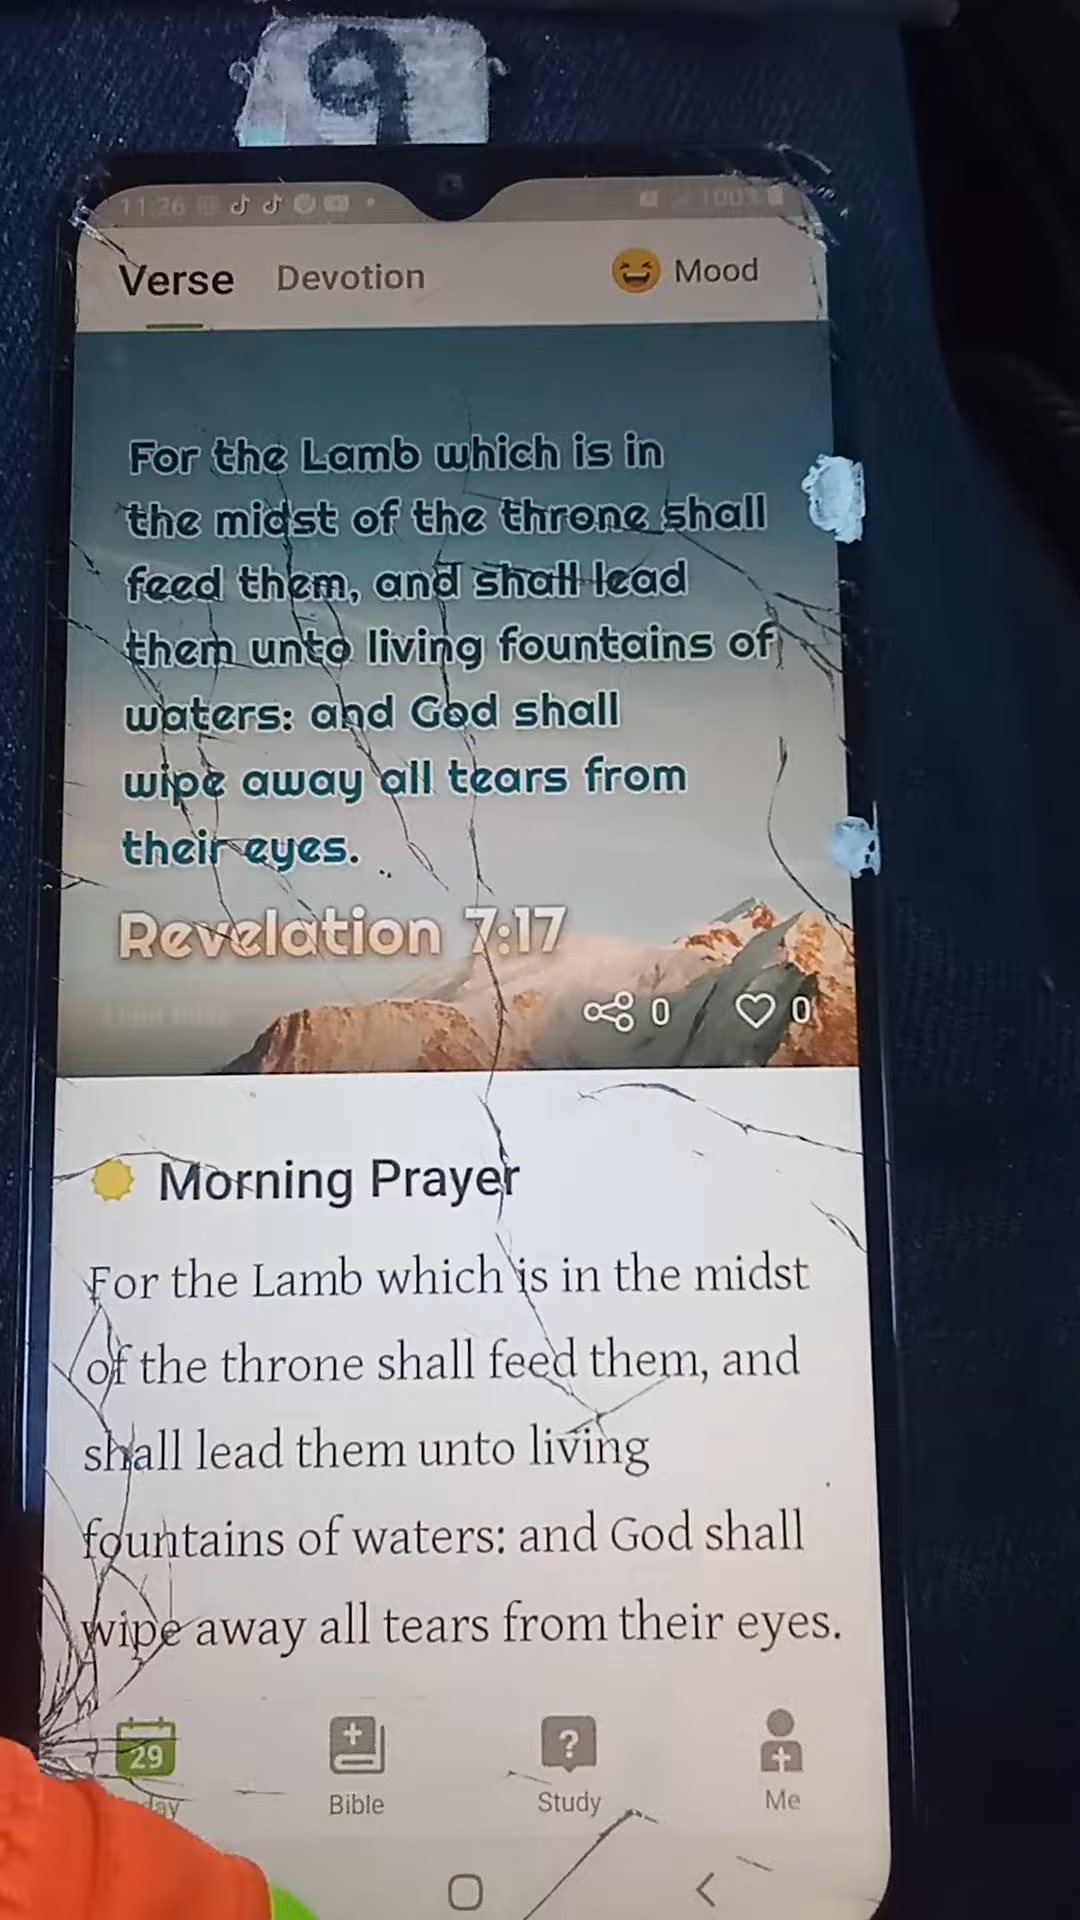 9
11:26 100%
Verse Devotion Mood
For the Lamb which is in
the midst of the throne shall
feed them, and shall lead
them unto living fountains of
waters: and God shall
wipe away all tears from
their eyes.
Revelation 7:17
0 0
Morning Prayer
For the Lamb which is in the midst
of the throne shall feed them, and
shall lead them unto living
fountains of waters: and God shall
wipe away all tears from their eyes.
29
Bible Study Me